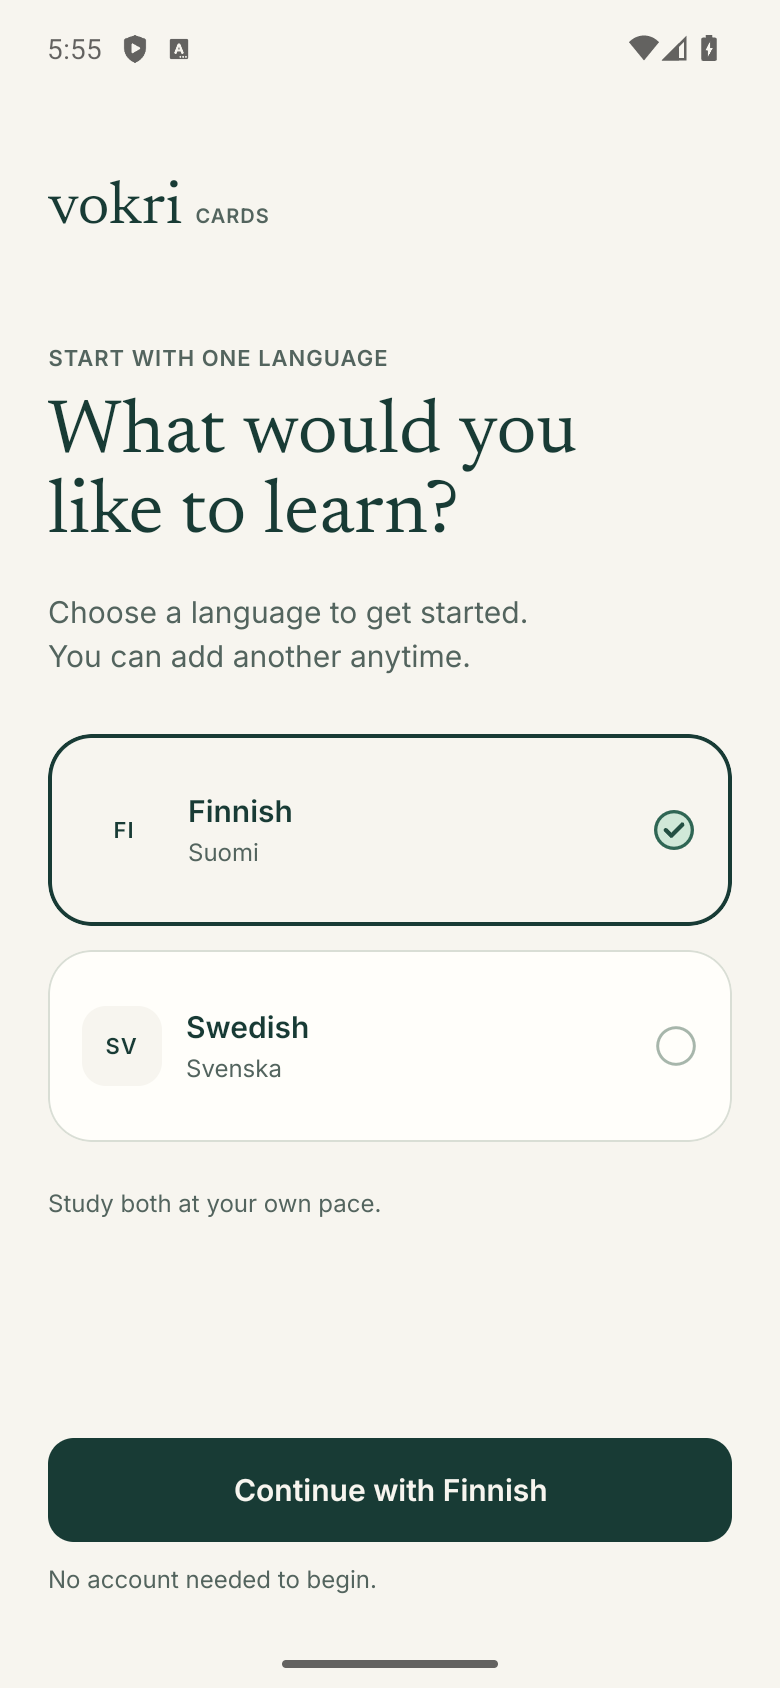 5:55
vokri CARDS
START WITH ONE LANGUAGE
What would you
like to learn?
Choose a language to get started.
You can add another anytime.
FI
Finnish
Suomi
SV
Swedish
Svenska
Study both at your own pace.
Continue with Finnish
No account needed to begin.